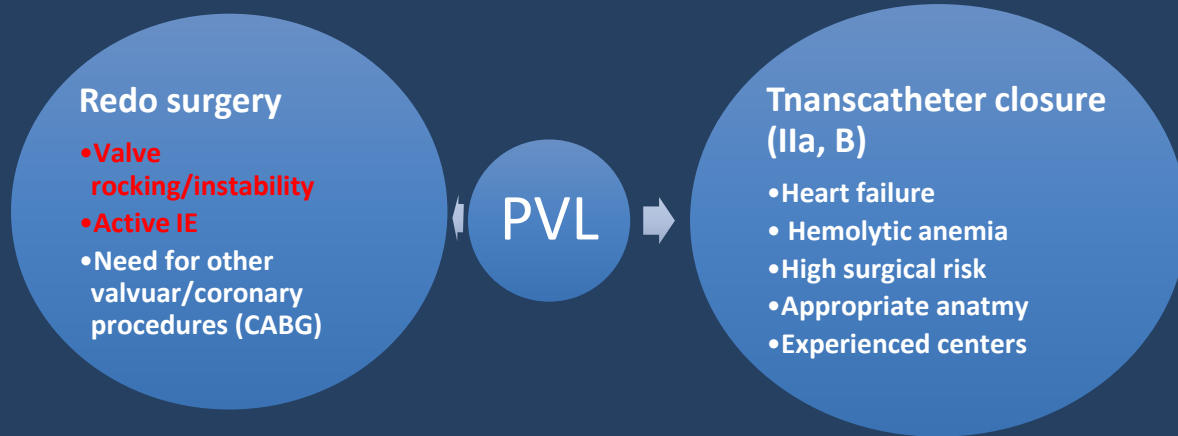 Redo surgery
•Valve
rocking/instability
•Active IE
•Need for other
valvuar/coronary
procedures (CABG)
PVL
Tnanscatheter closure
(IIa, B)
•Heart failure
• Hemolytic anemia
•High surgical risk
•Appropriate anatmy
•Experienced centers